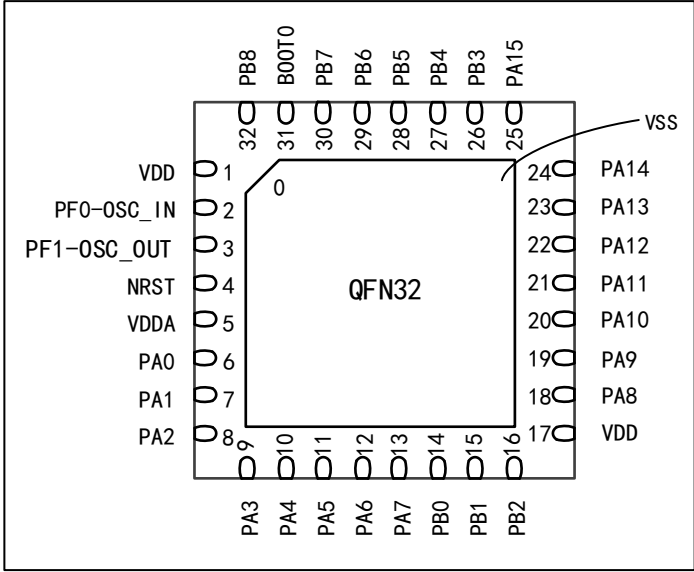 PB8
BOOT0
PB7
PB6
PB5
PB4
PB3
PA15
32
31
30
29
28
27
26
25
VSS
VDD 1
PF0-OSC_IN 2
PF1-OSC_OUT 3
NRST 4
VDDA 5
PA0 6
PA1 7
PA2 8
0
QFN32
24 PA14
23 PA13
22 PA12
21 PA11
20 PA10
19 PA9
18 PA8
17 VDD
9
10
11
12
13
14
15
16
PA3
PA4
PA5
PA6
PA7
PB0
PB1
PB2